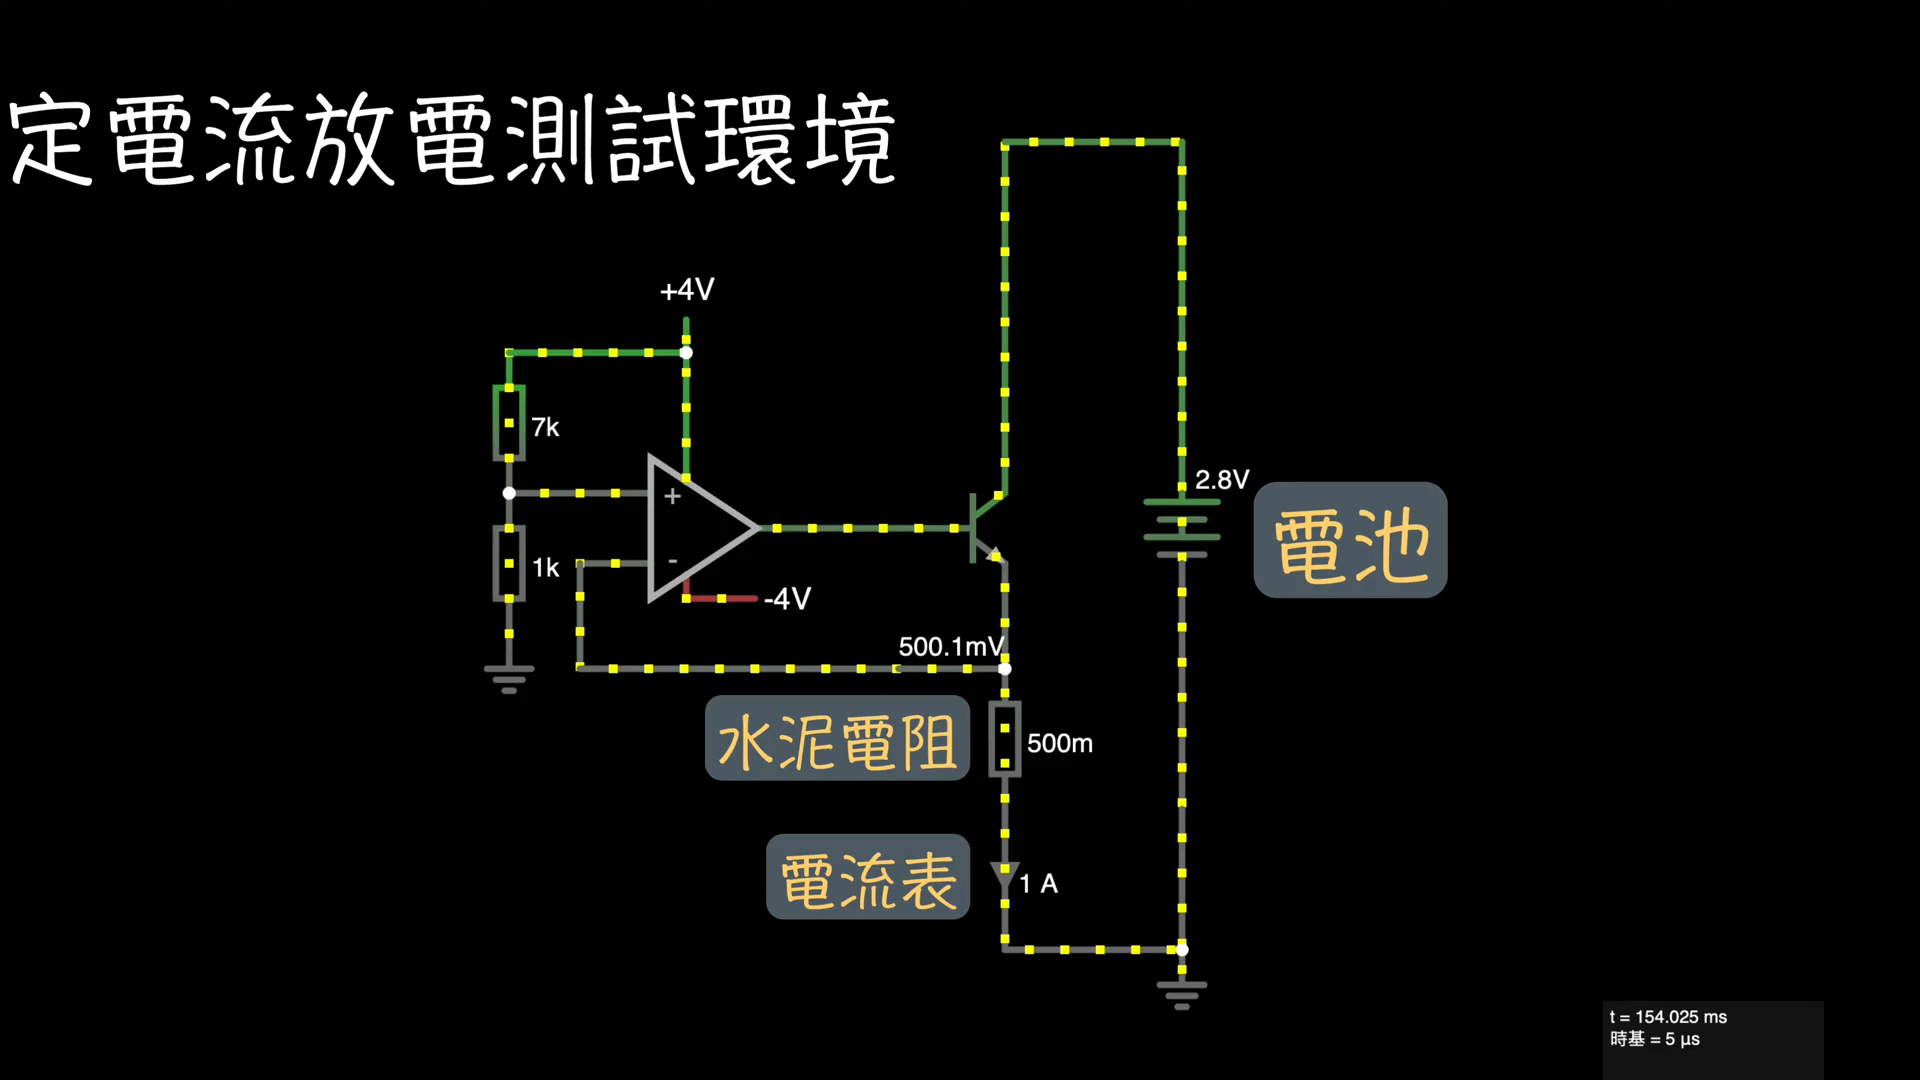 定電流放電測試環境
+4V
7k
+
2.8V
電池
1k
-
-4V
500.1mV
水泥電阻
500m
電流表
1 A
t = 154.025 ms
時基 = 5 µs